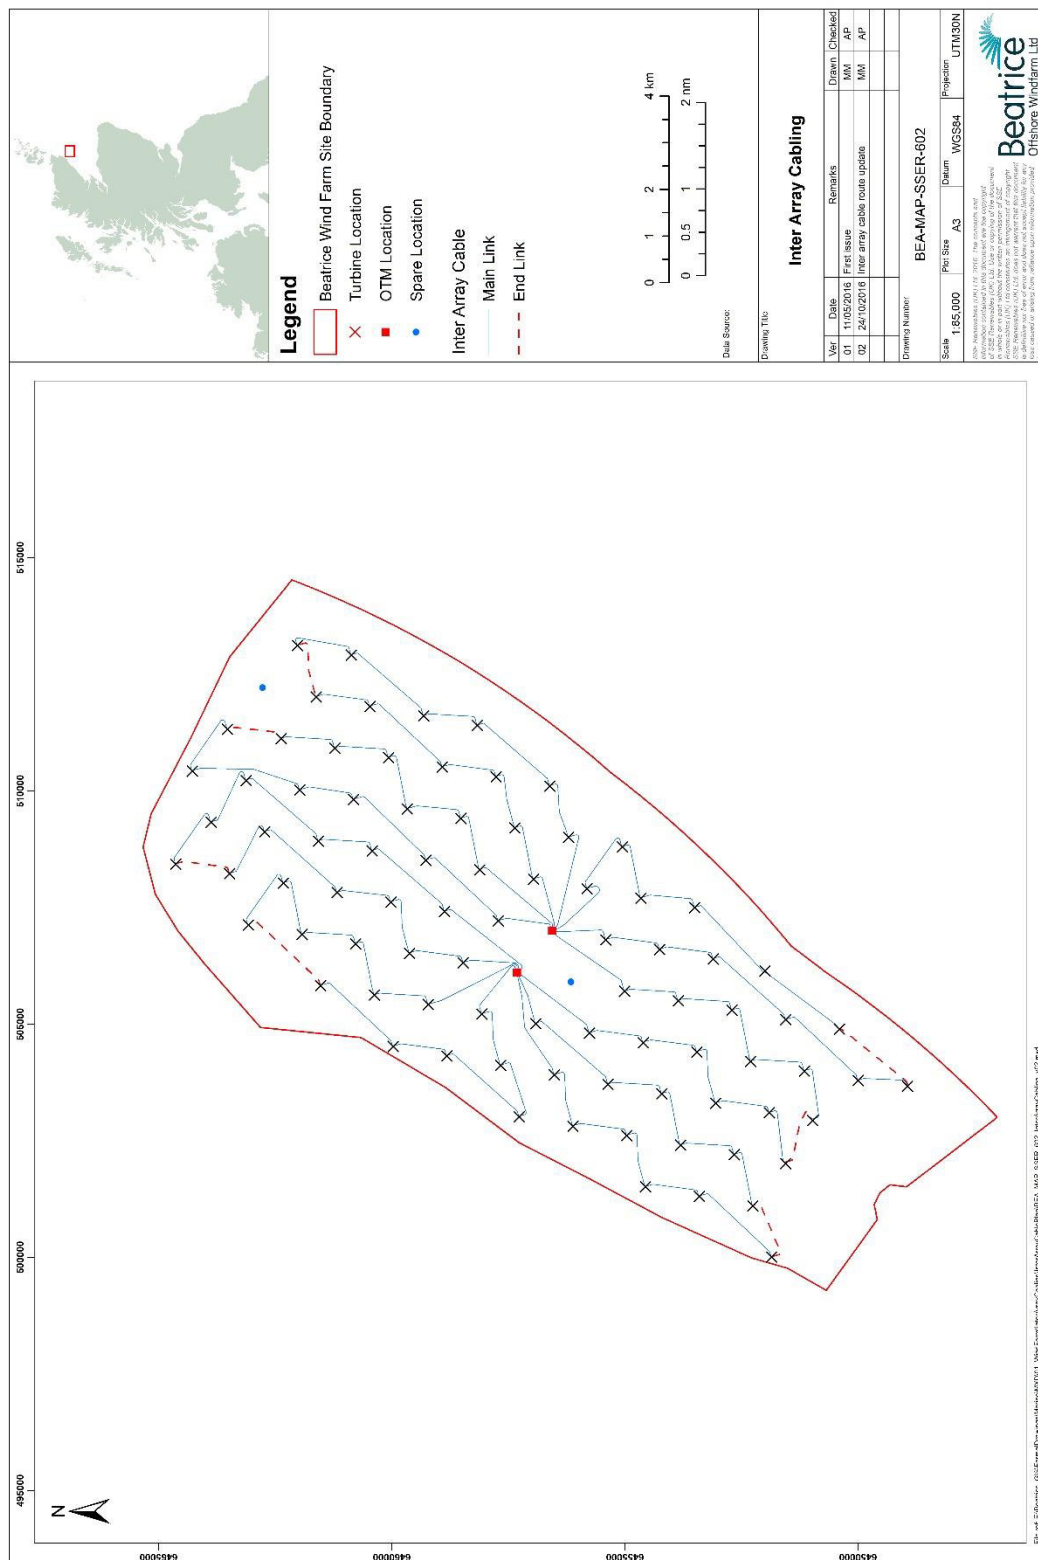 N
495000
500000
505000
510000
515000
6465000
6460000
6455000
6450000
Legend
Beatrice Wind Farm Site Boundary
Turbine Location
OTM Location
Spare Location
Inter Array Cable
Main Link
End Link
0 1 2 4 km
0 0.5 1 2 nm
Data Source:
Drawing Title
Inter Array Cabling
Ver Date Remarks Drawn Checked
01 11/05/2016 First Issue MM AP
02 24/10/2016 Inter array cable route update MM AP
Drawing Number
BEA-MAP-SSER-602
Scale 1:85,000 Plot Size A3 Datum WGS84 Projection UTM30N
Beatrice
Offshore Windfarm Ltd